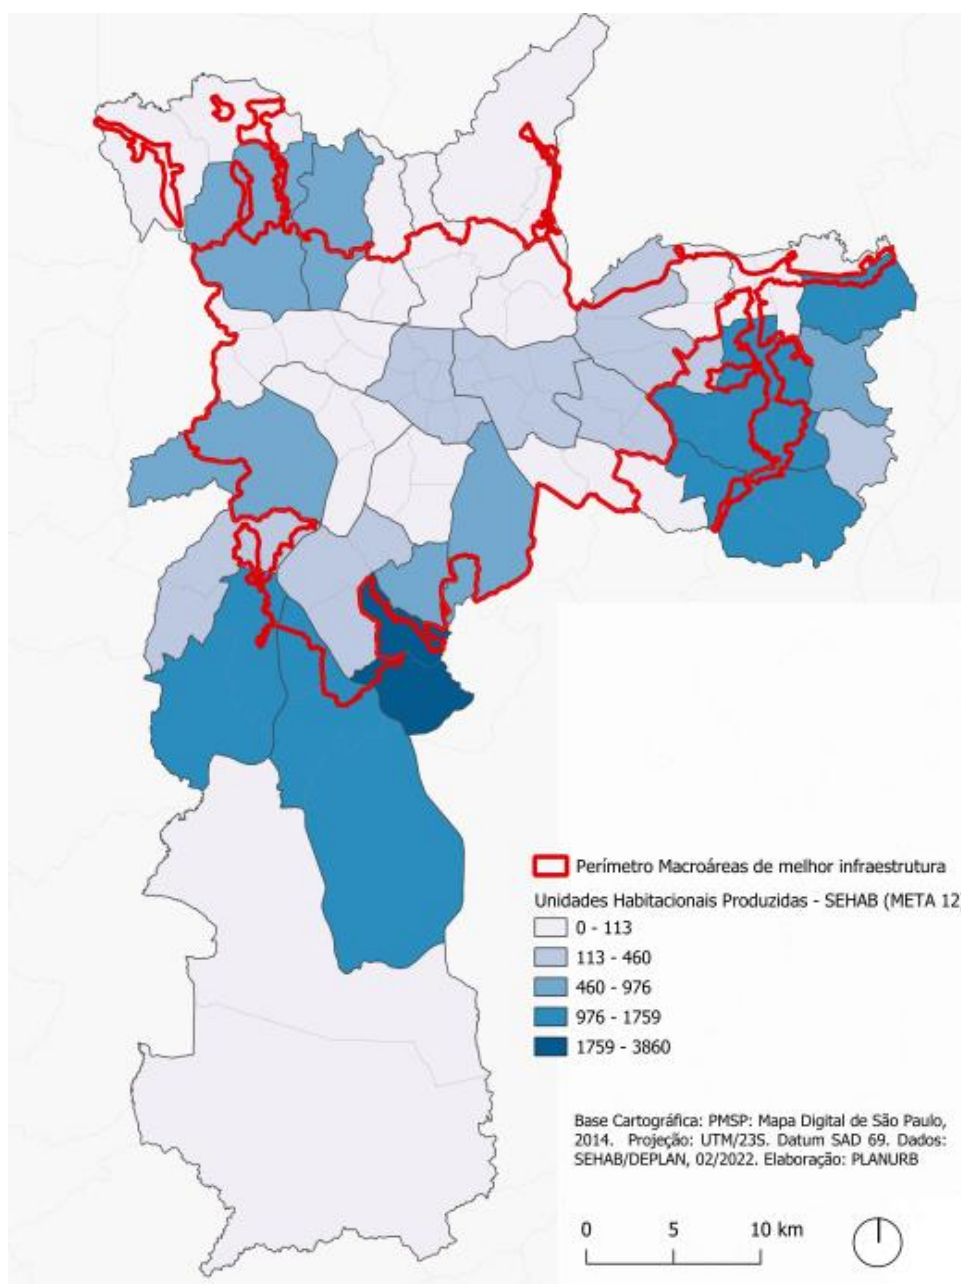 Perímetro Macroáreas de melhor infraestrutura
Unidades Habitacionais Produzidas - SEHAB (META 12)
0 - 113
113 - 460
460 - 976
976 - 1759
1759 - 3860
Base Cartográfica: PMSP: Mapa Digital de São Paulo,
2014. Projeção: UTM/23S. Datum SAD 69. Dados:
SEHAB/DEPLAN, 02/2022. Elaboração: PLANURB
0 5 10 km